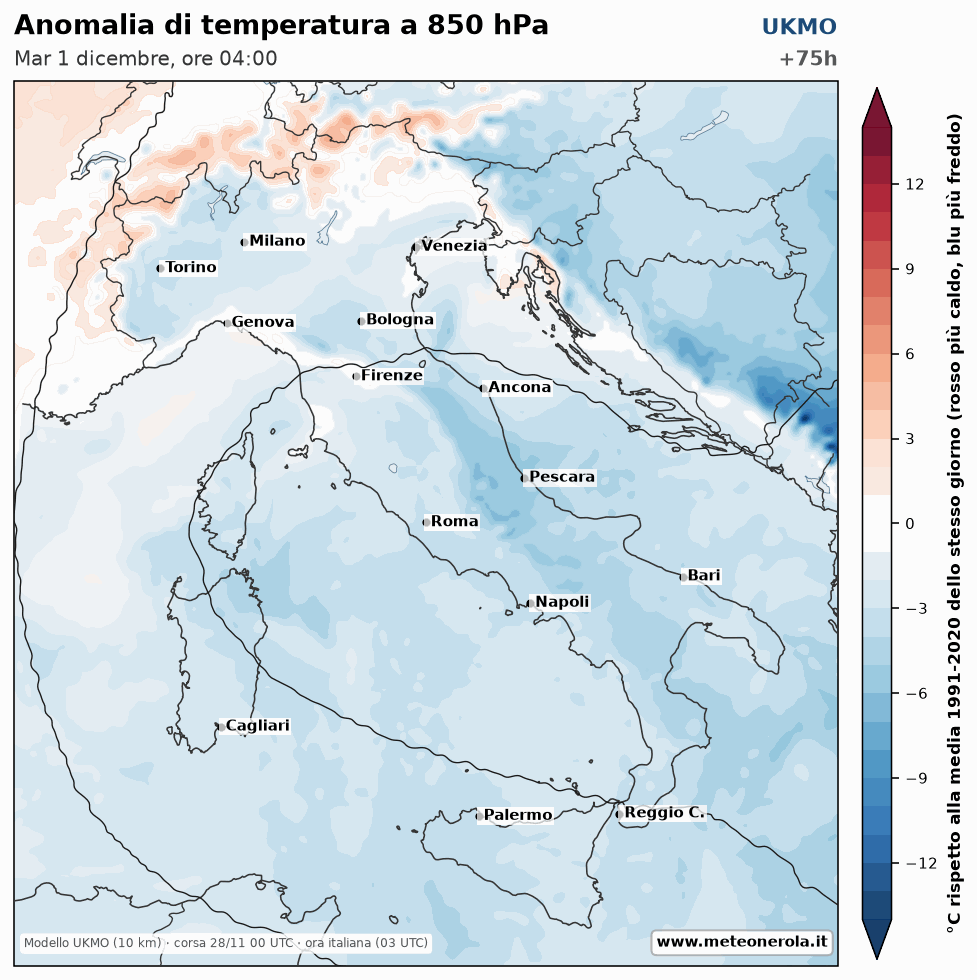 Anomalia di temperatura a 850 hPa
UKMO
Mar 1 dicembre, ore 04:00
+75h
Milano
Venezia
Torino
Genova
Bologna
Firenze
Ancona
Pescara
Roma
Bari
Napoli
Cagliari
Palermo
Reggio C.
12
9
6
3
0
−3
−6
−9
−12
°C rispetto alla media 1991-2020 dello stesso giorno (rosso più caldo, blu più freddo)
Modello UKMO (10 km) · corsa 28/11 00 UTC · ora italiana (03 UTC)
www.meteonerola.it